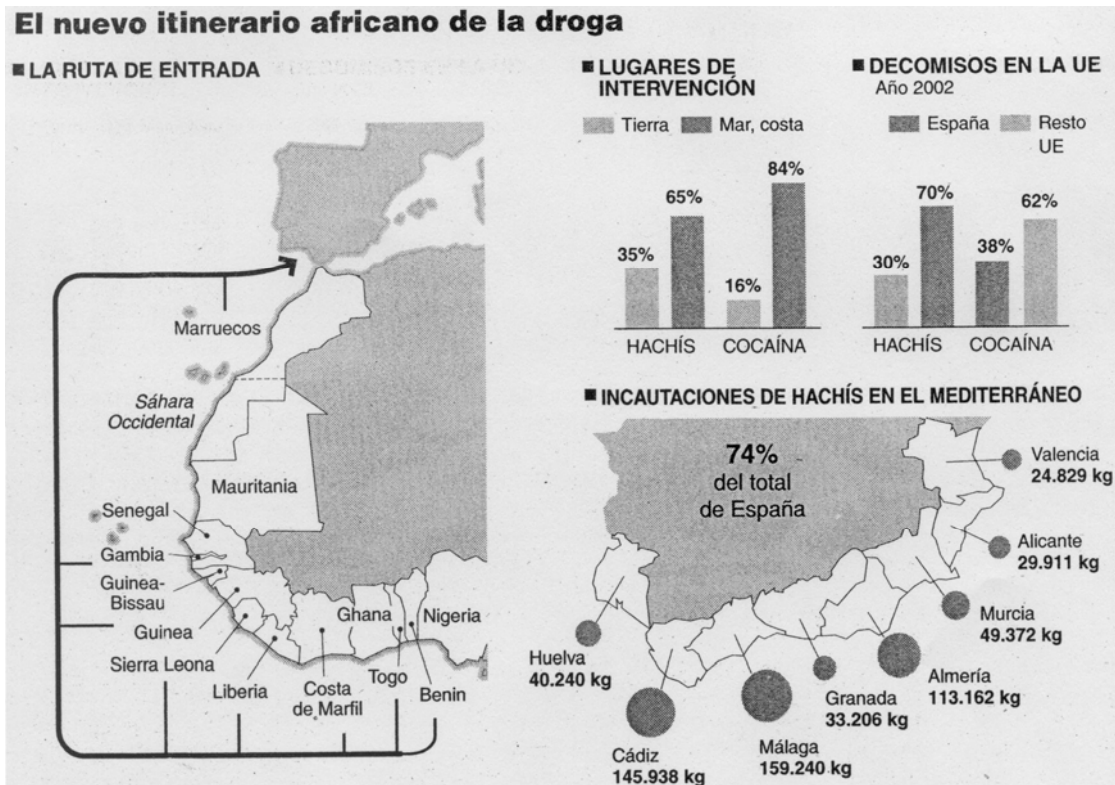 El nuevo itinerario africano de la droga
LA RUTA DE ENTRADA
Marruecos
Sáhara
Occidental
Mauritania
Senegal
Gambia
Guinea-
Bissau
Guinea
Sierra Leona
Liberia
Costa
de Marfil
Ghana
Togo
Benin
Nigeria
LUGARES DE
INTERVENCIÓN
Tierra
Mar, costa
35%
65%
16%
84%
HACHÍS
COCAÍNA
DECOMISOS EN LA UE
Año 2002
España
Resto
UE
30%
70%
38%
62%
HACHÍS
COCAÍNA
INCAUTACIONES DE HACHÍS EN EL MEDITERRÁNEO
74%
del total
de España
Valencia
24.829 kg
Alicante
29.911 kg
Murcia
49.372 kg
Almería
113.162 kg
Granada
33.206 kg
Málaga
159.240 kg
Cádiz
145.938 kg
Huelva
40.240 kg